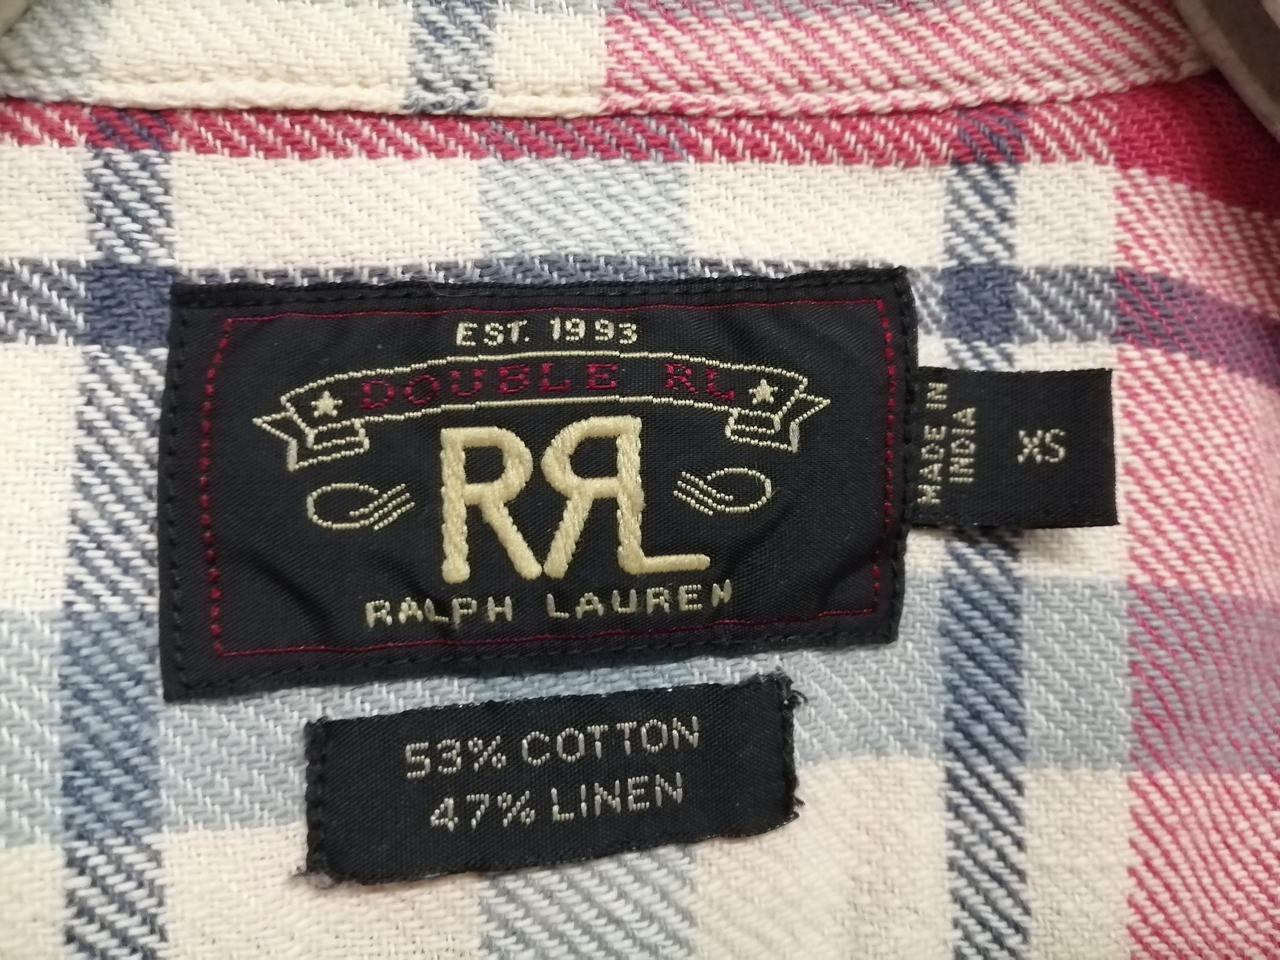 EST. 1993
DOUBLE RL
RRL
RALPH LAUREN
MADE IN
INDIA
XS
53% COTTON
47% LINEN